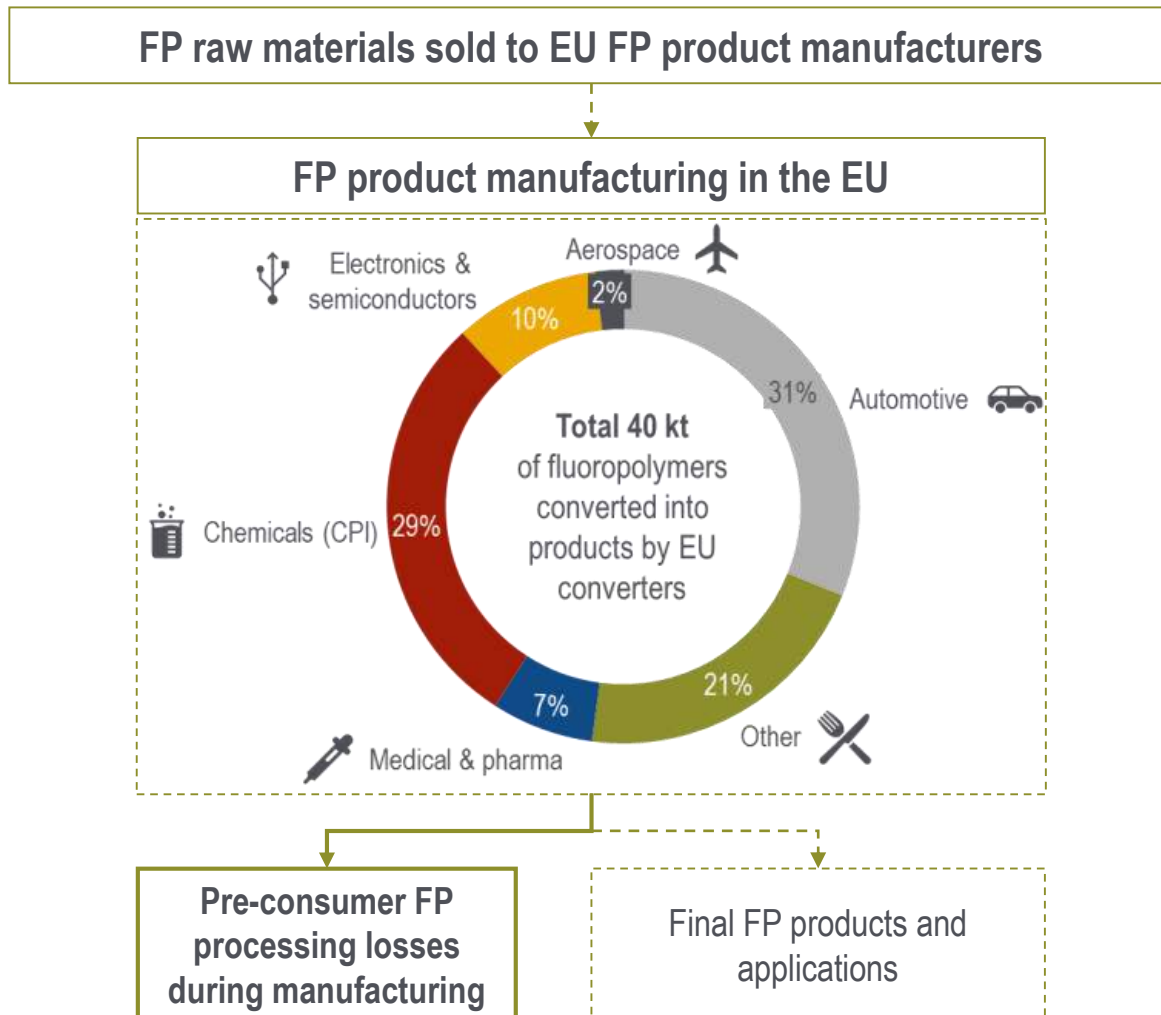 FP raw materials sold to EU FP product manufacturers
FP product manufacturing in the EU
Aerospace
Electronics &
semiconductors
2%
10%
31%
Automotive
Total 40 kt
of fluoropolymers
converted into
products by EU
converters
Chemicals (CPI)
29%
21%
7%
Other
Medical & pharma
Pre-consumer FP
processing losses
during manufacturing
Final FP products and
applications